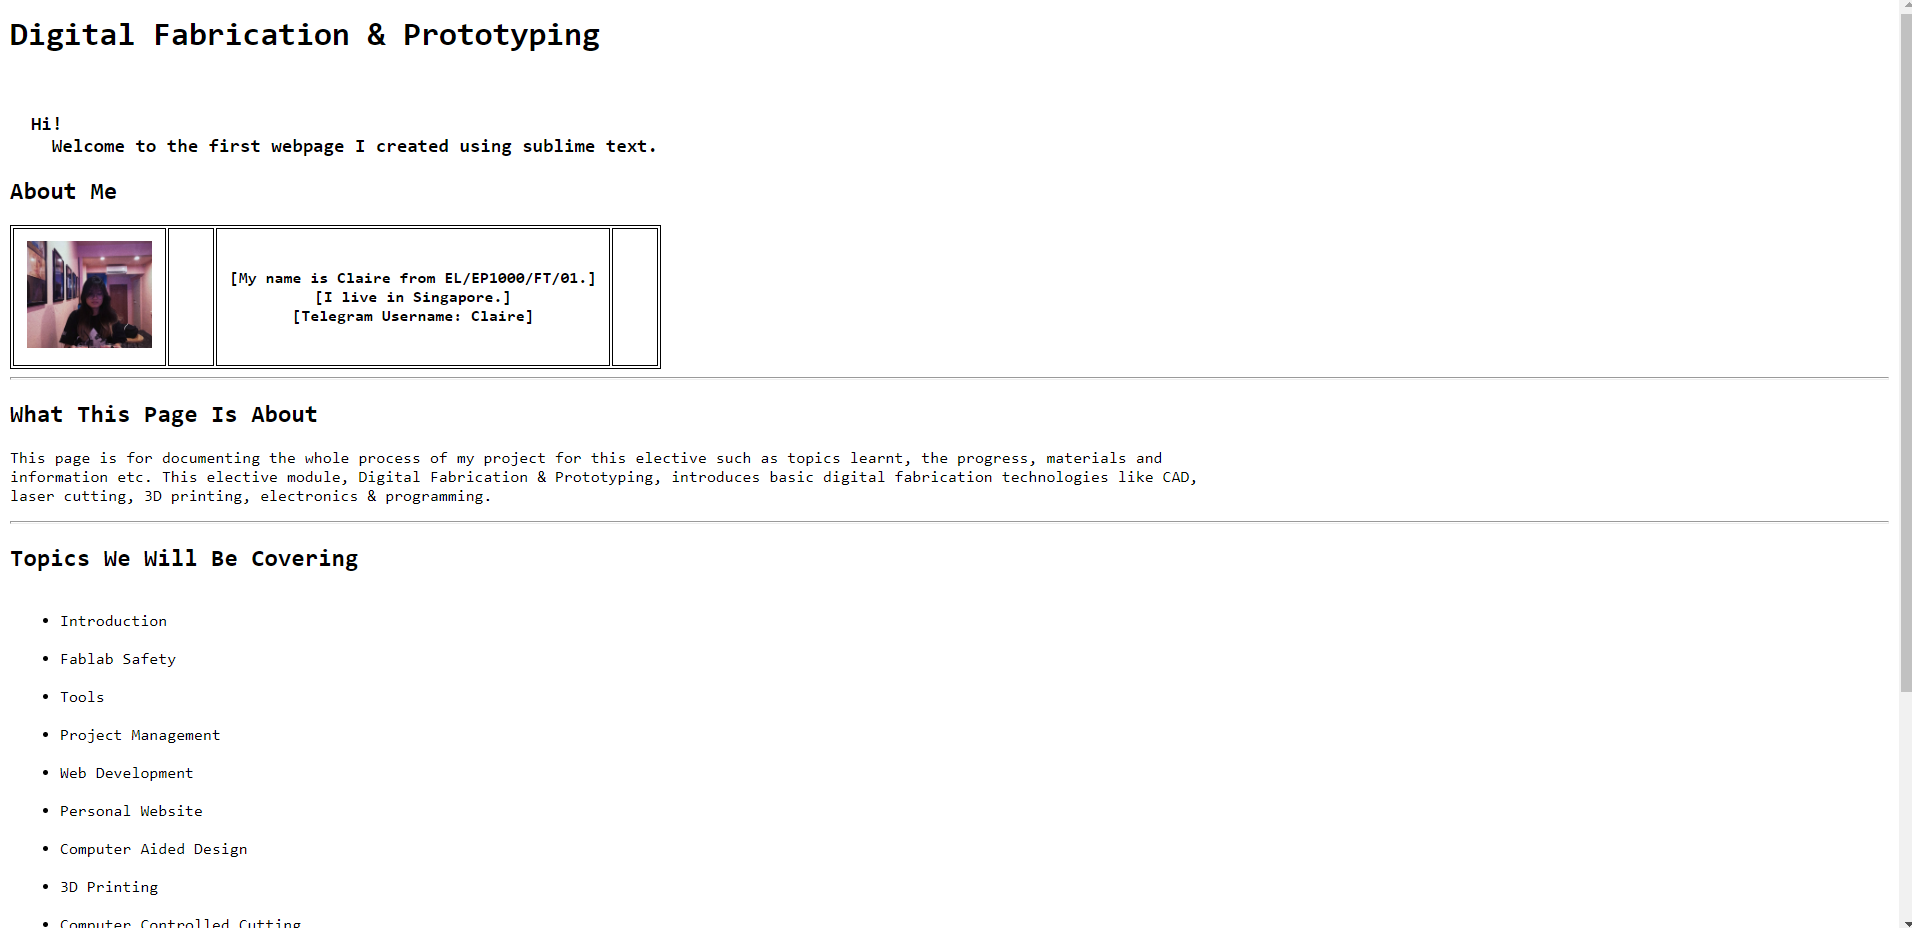 Digital Fabrication & Prototyping
Hi!
Welcome to the first webpage I created using sublime text.
About Me
[My name is Claire from EL/EP1000/FT/01.]
[I live in Singapore.]
[Telegram Username: Claire]
What This Page Is About
This page is for documenting the whole process of my project for this elective such as topics learnt, the progress, materials and
information etc. This elective module, Digital Fabrication & Prototyping, introduces basic digital fabrication technologies like CAD,
laser cutting, 3D printing, electronics & programming.
Topics We Will Be Covering
• Introduction
• Fablab Safety
• Tools
• Project Management
• Web Development
• Personal Website
• Computer Aided Design
• 3D Printing
• Computer Controlled Cutting